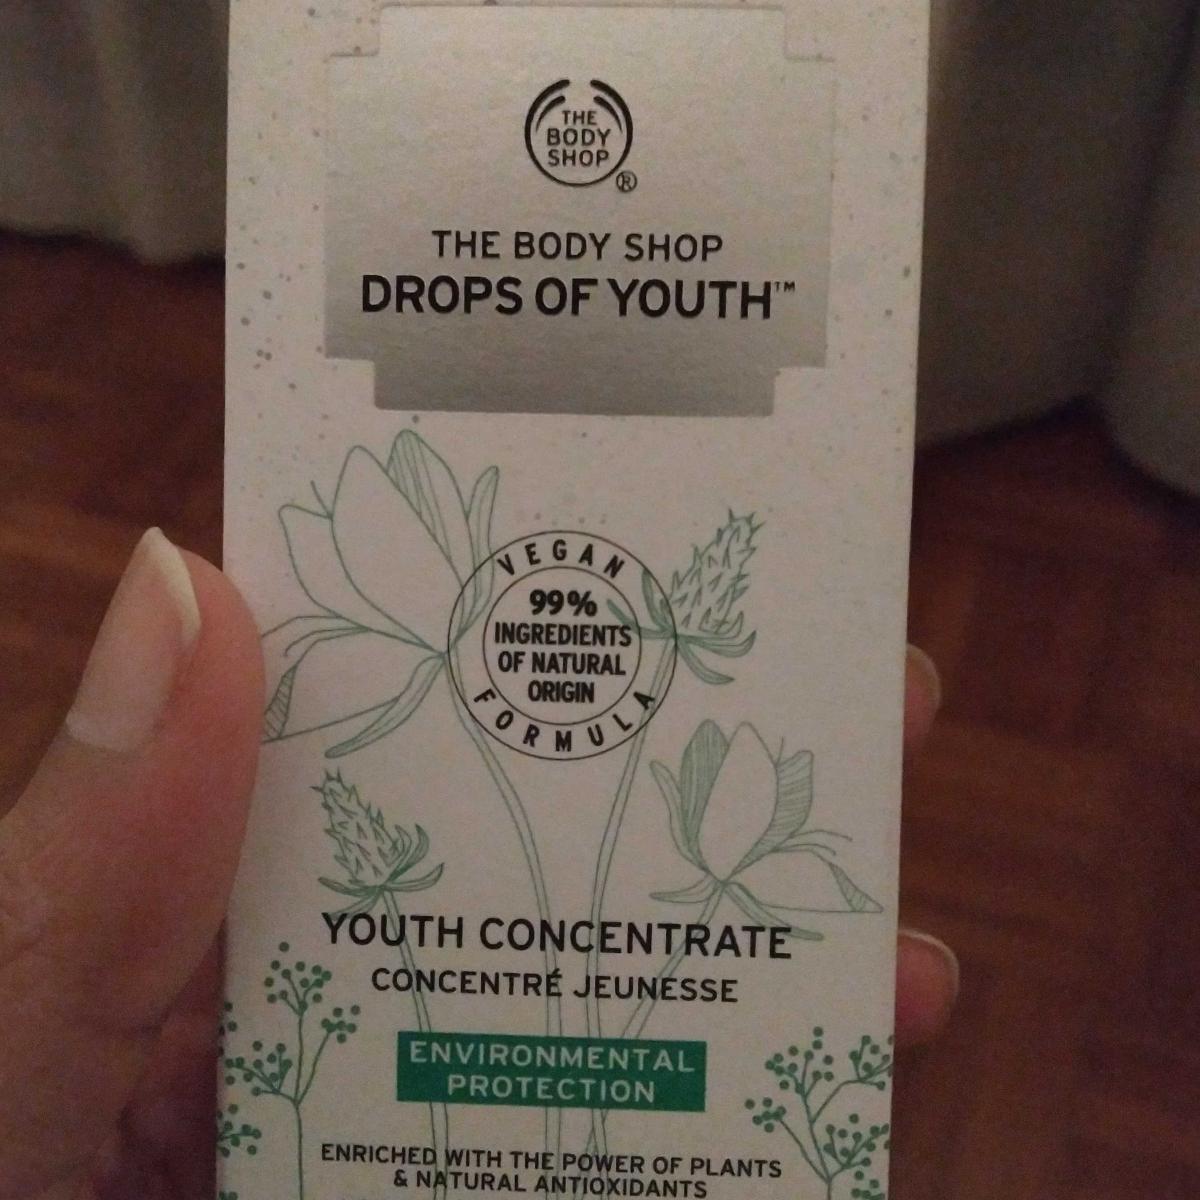 THE
BODY
SHOP
®
THE BODY SHOP
DROPS OF YOUTH™
VEGAN
99%
INGREDIENTS
OF NATURAL
ORIGIN
FORMULA
YOUTH CONCENTRATE
CONCENTRÉ JEUNESSE
ENVIRONMENTAL
PROTECTION
ENRICHED WITH THE POWER OF PLANTS
& NATURAL ANTIOXIDANTS